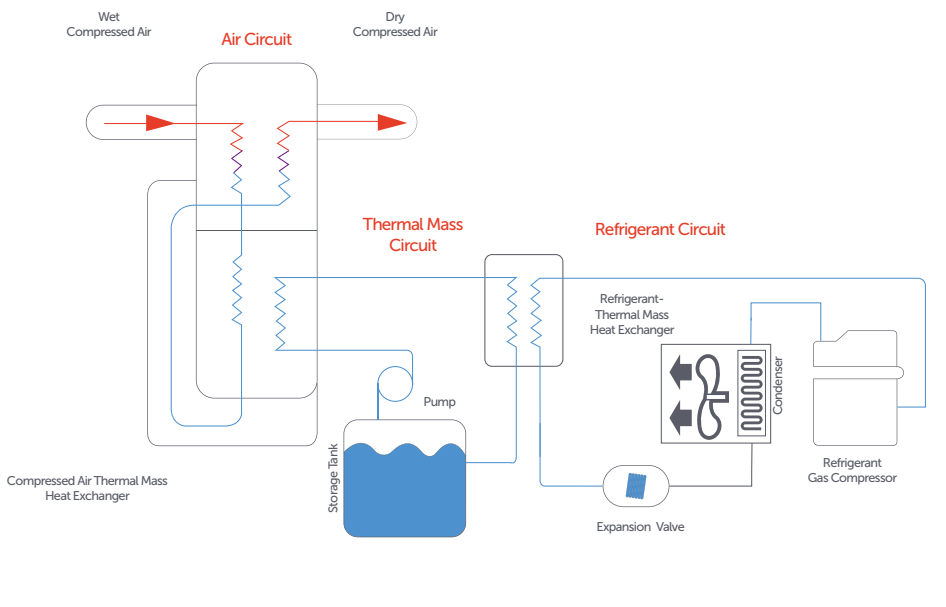 Wet
Compressed Air
Dry
Compressed Air
Air Circuit
Thermal Mass
Circuit
Refrigerant Circuit
Refrigerant-
Thermal Mass
Heat Exchanger
Condenser
Pump
Storage Tank
Refrigerant
Gas Compressor
Compressed Air Thermal Mass
Heat Exchanger
Expansion Valve